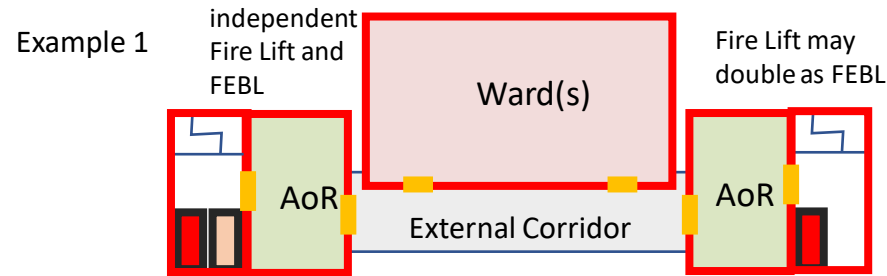 Example 1
independent
Fire Lift and
FEBL
Ward(s)
Fire Lift may
double as FEBL
AoR
External Corridor
AoR